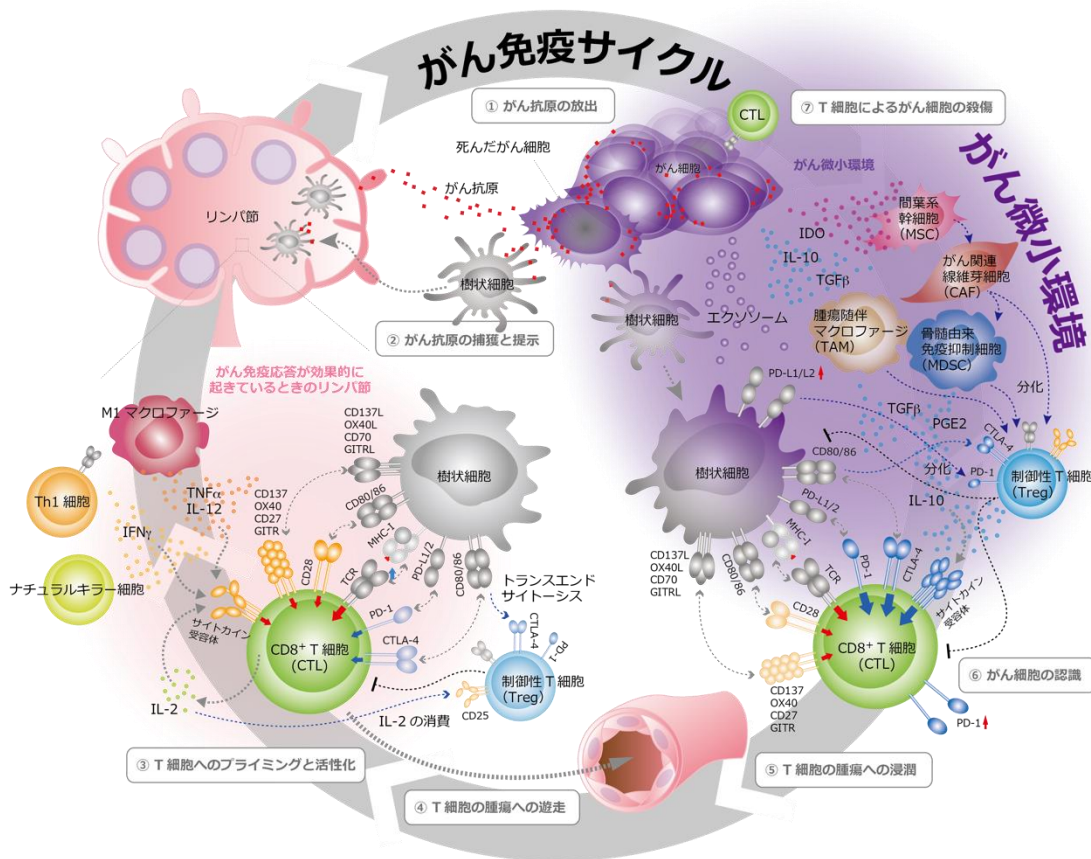 がん免疫サイクル
① がん抗原の放出
⑦ T 細胞によるがん細胞の殺傷
CTL
死んだがん細胞
がん細胞
がん抗原
がん微小環境
がん微小環境
リンパ節
間葉系
幹細胞
(MSC)
IDO
IL-10
TGFβ
がん関連
線維芽細胞
(CAF)
樹状細胞
樹状細胞
エクソソーム
腫瘍随伴
マクロファージ
(TAM)
骨髄由来
免疫抑制細胞
(MDSC)
② がん抗原の捕獲と提示
がん免疫応答が効果的に
起きているときのリンパ節
PD-L1/L2
分化
M1 マクロファージ
CD137L
OX40L
CD70
GITRL
TGFβ
PGE2
CTLA-4
樹状細胞
樹状細胞
CD80/86
分化
PD-1
制御性 T 細胞
(Treg)
Th1 細胞
TNFα
IL-12
CD137
OX40
CD27
GITR
CD80/86
PD-L1/2
IL-10
IFNγ
MHC-I
PD-L1/2
CD80/86
MHC-I
CD137L
OX40L
CD70
GITRL
CD80/86
CD28
TCR
TCR
PD-1
CTLA-4
ナチュラルキラー細胞
トランスエンド
サイトーシス
サイトカイン
受容体
PD-1
CD28
サイトカイン
受容体
CD8⁺ T 細胞
(CTL)
CTLA-4
CTLA-4
PD-1
CD8⁺ T 細胞
(CTL)
制御性 T 細胞
(Treg)
⑥ がん細胞の認識
IL-2
CD25
IL-2 の消費
CD137
OX40
CD27
GITR
PD-1
③ T 細胞へのプライミングと活性化
⑤ T 細胞の腫瘍への浸潤
④ T 細胞の腫瘍への遊走